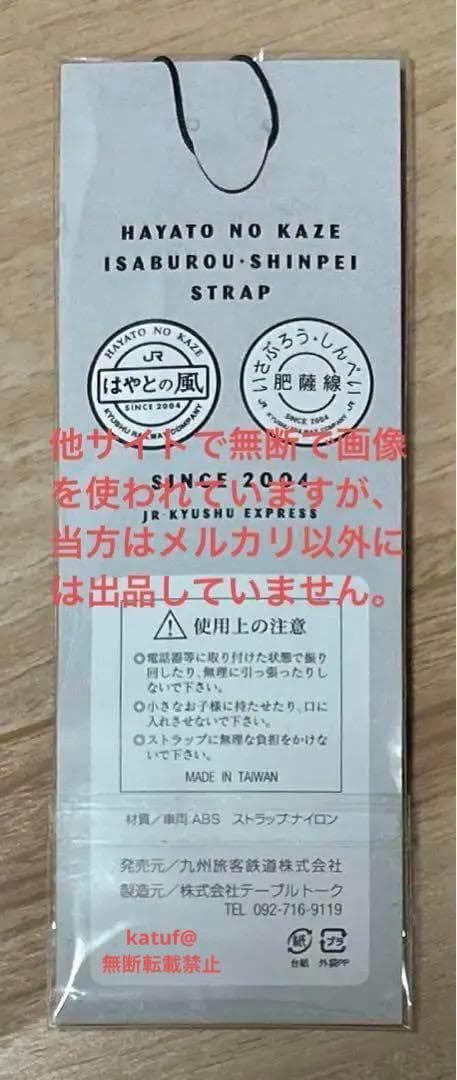 HAYATO NO KAZE
ISABUROU・SHINPEI
STRAP
HAYATO NO KAZE
JR
はやとの風
SINCE 2004
KYUSHU RAILWAY COMPANY
いさぶろう・しんぺい
肥薩線
SINCE 2004
JR KYUSHU RAILWAY COMPANY JR
他サイトで無断で画像
を使われていますが、
当方はメルカリ以外に
は出品していません。
SINCE 2004
JR-KYUSHU EXPRESS
使用上の注意
◎電話器等に取り付けた状態で振り
回したり、無理に引っ張ったりし
ないで下さい。
◎小さなお子様に持たせたり、口に
入れさせないで下さい。
◎ストラップに無理な負担をかけな
いで下さい。
MADE IN TAIWAN
材質／車両:ABS ストラップ:ナイロン
発売元／九州旅客鉄道株式会社
製造元／株式会社テーブルトーク
TEL 092-716-9119
katuf@
無断転載禁止
紙
プラ
台紙
外袋PP